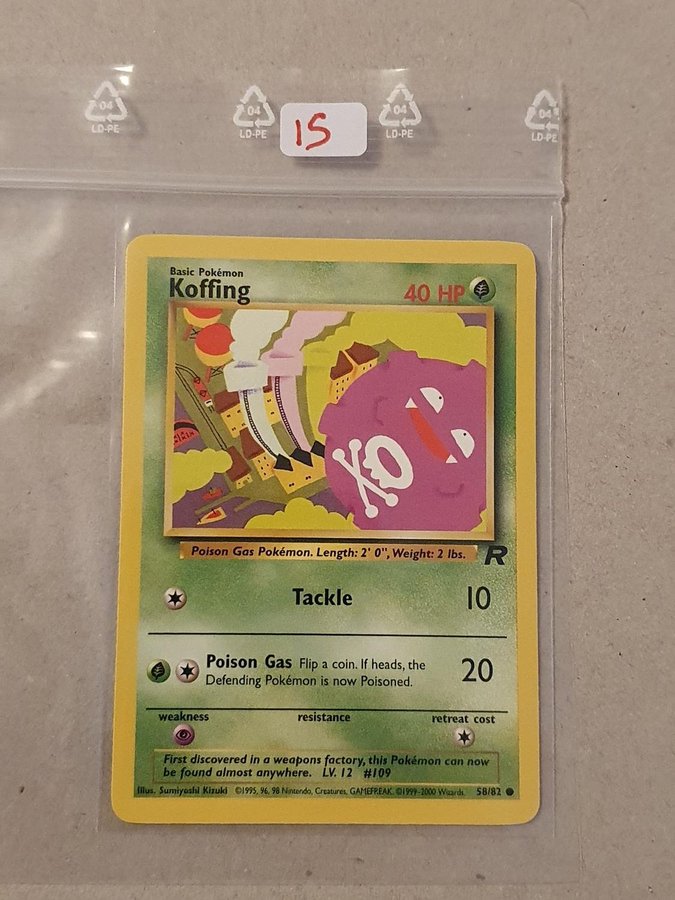 04 04 04 04
LD-PE LD-PE LD-PE LD-PE
15
Basic Pokémon
Koffing 40 HP
Poison Gas Pokémon. Length: 2' 0", Weight: 2 lbs. R
Tackle 10
Poison Gas Flip a coin. If heads, the
Defending Pokémon is now Poisoned. 20
weakness resistance retreat cost
First discovered in a weapons factory, this Pokémon can now
be found almost anywhere. LV. 12 #109
Illus. Sumiyoshi Kizuki ©1995, 96, 98 Nintendo, Creatures, GAMEFREAK. ©1999-2000 Wizards. 58/82